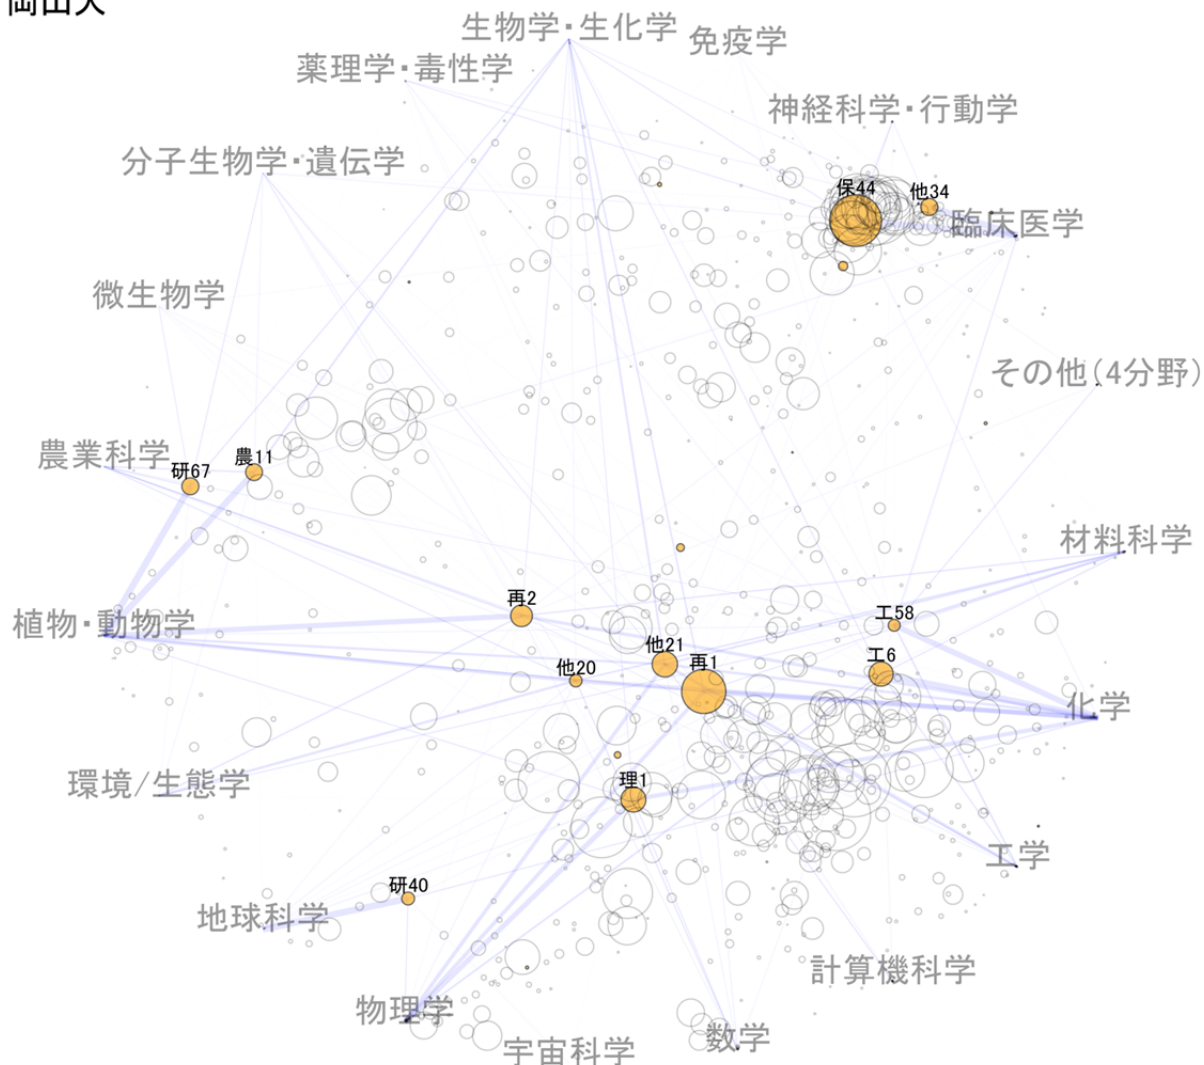 岡山大
生物学・生化学
免疫学
薬理学・毒性学
神経科学・行動学
分子生物学・遺伝学
保44
他34
臨床医学
微生物学
その他(4分野)
農業科学
研67
農11
材料科学
再2
工58
植物・動物学
他21
再1
工6
他20
化学
環境/生態学
理1
工学
研40
地球科学
計算機科学
物理学
数学
宇宙科学